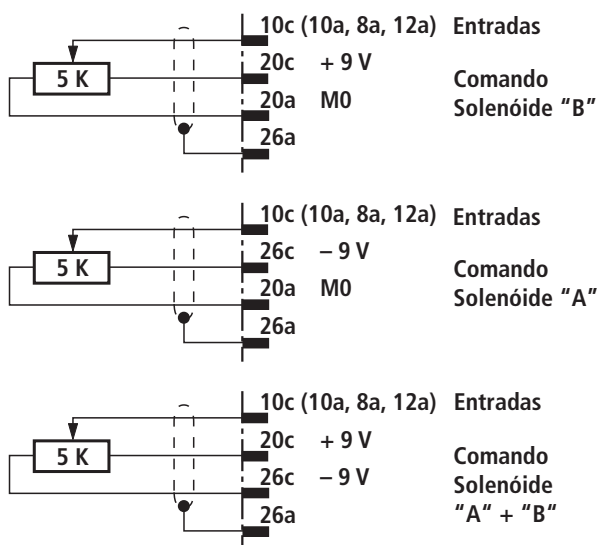 10c (10a, 8a, 12a) Entradas
20c + 9 V
5 K
Comando
20a M0
Solenóide “B”
26a
10c (10a, 8a, 12a) Entradas
26c – 9 V
5 K
Comando
20a M0
Solenóide “A”
26a
10c (10a, 8a, 12a) Entradas
20c + 9 V
5 K
Comando
26c – 9 V
Solenóide
26a
“A“ + “B“